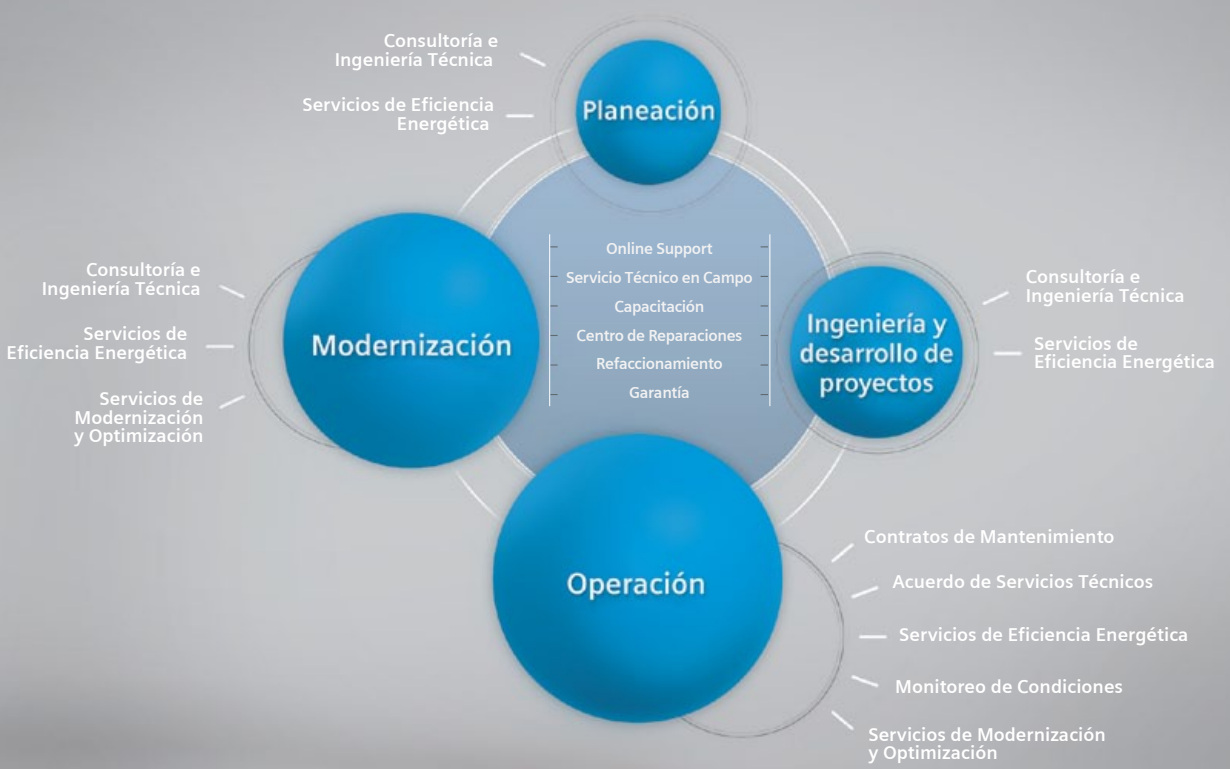 Consultoría e
Ingeniería Técnica
Servicios de Eficiencia
Energética
Planeación
Online Support
Servicio Técnico en Campo
Capacitación
Centro de Reparaciones
Refaccionamiento
Garantía
Consultoría e
Ingeniería Técnica
Servicios de
Eficiencia Energética
Servicios de
Modernización
y Optimización
Modernización
Ingeniería y
desarrollo de
proyectos
Consultoría e
Ingeniería Técnica
Servicios de
Eficiencia Energética
Operación
Contratos de Mantenimiento
Acuerdo de Servicios Técnicos
Servicios de Eficiencia Energética
Monitoreo de Condiciones
Servicios de Modernización
y Optimización